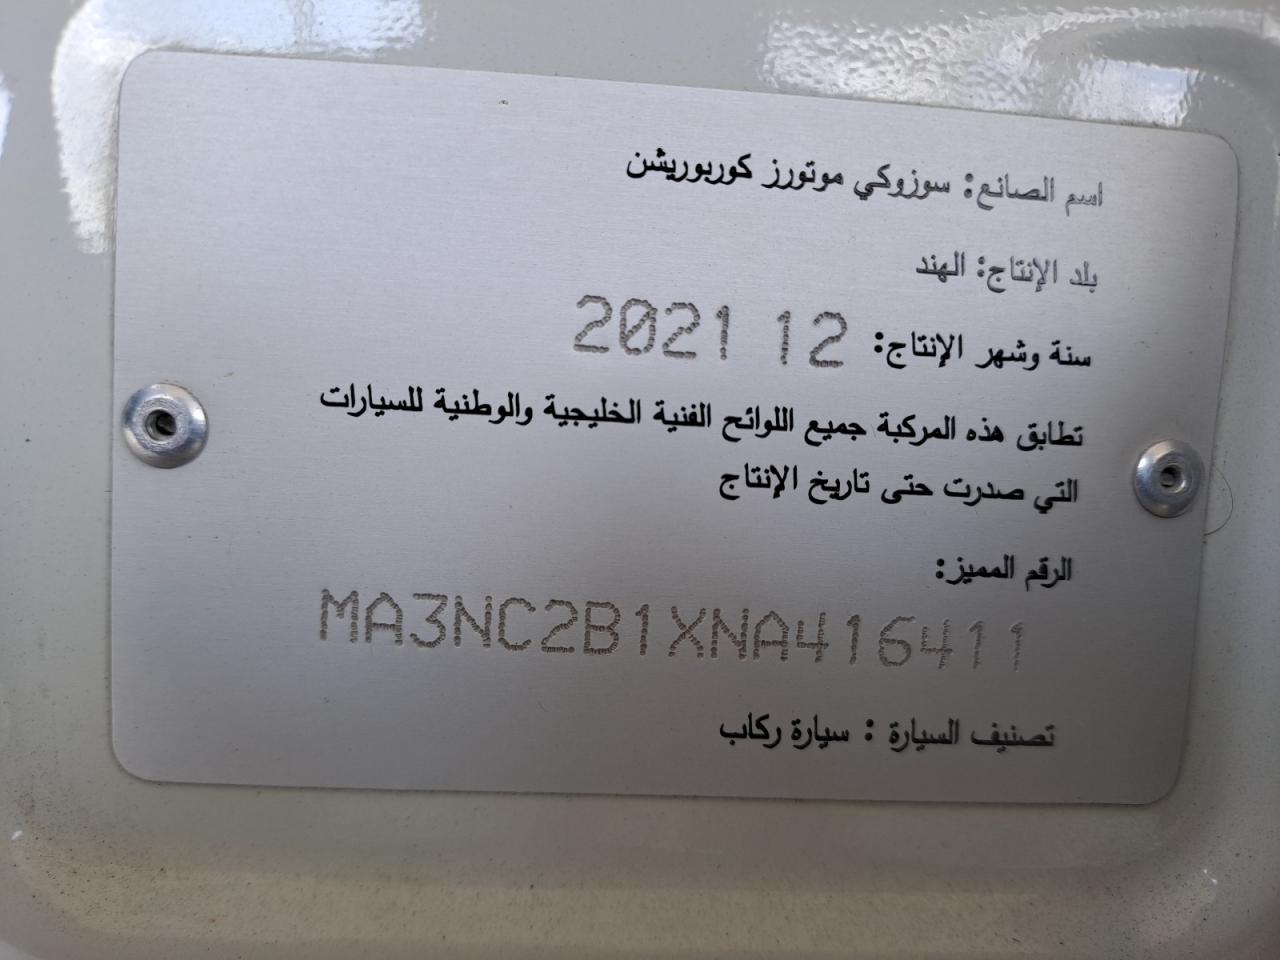 اسم الصانع: سوزوكي موتورز كوربوريشن
بلد الإنتاج: الهند
سنة وشهر الإنتاج: 2021 12
تطابق هذه المركبة جميع اللوائح الفنية الخليجية والوطنية للسيارات
التي صدرت حتى تاريخ الإنتاج
الرقم المميز:
MA3NC2B1XNA416411
تصنيف السيارة : سيارة ركاب